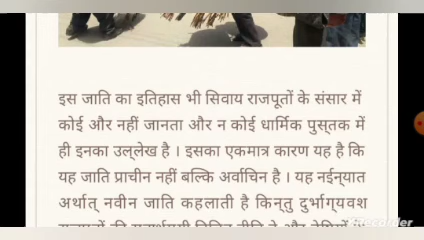 इस जाति का इतिहास भी सिवाय राजपूतों के संसार में
कोई और नहीं जानता और न कोई धार्मिक पुस्तक में
ही इनका उल्लेख है । इसका एकमात्र कारण यह है कि
यह जाति प्राचीन नहीं बल्कि अर्वाचिन है । यह नईन्यात
अर्थात् नवीन जाति कहलाती है किन्तु दुर्भाग्यवश